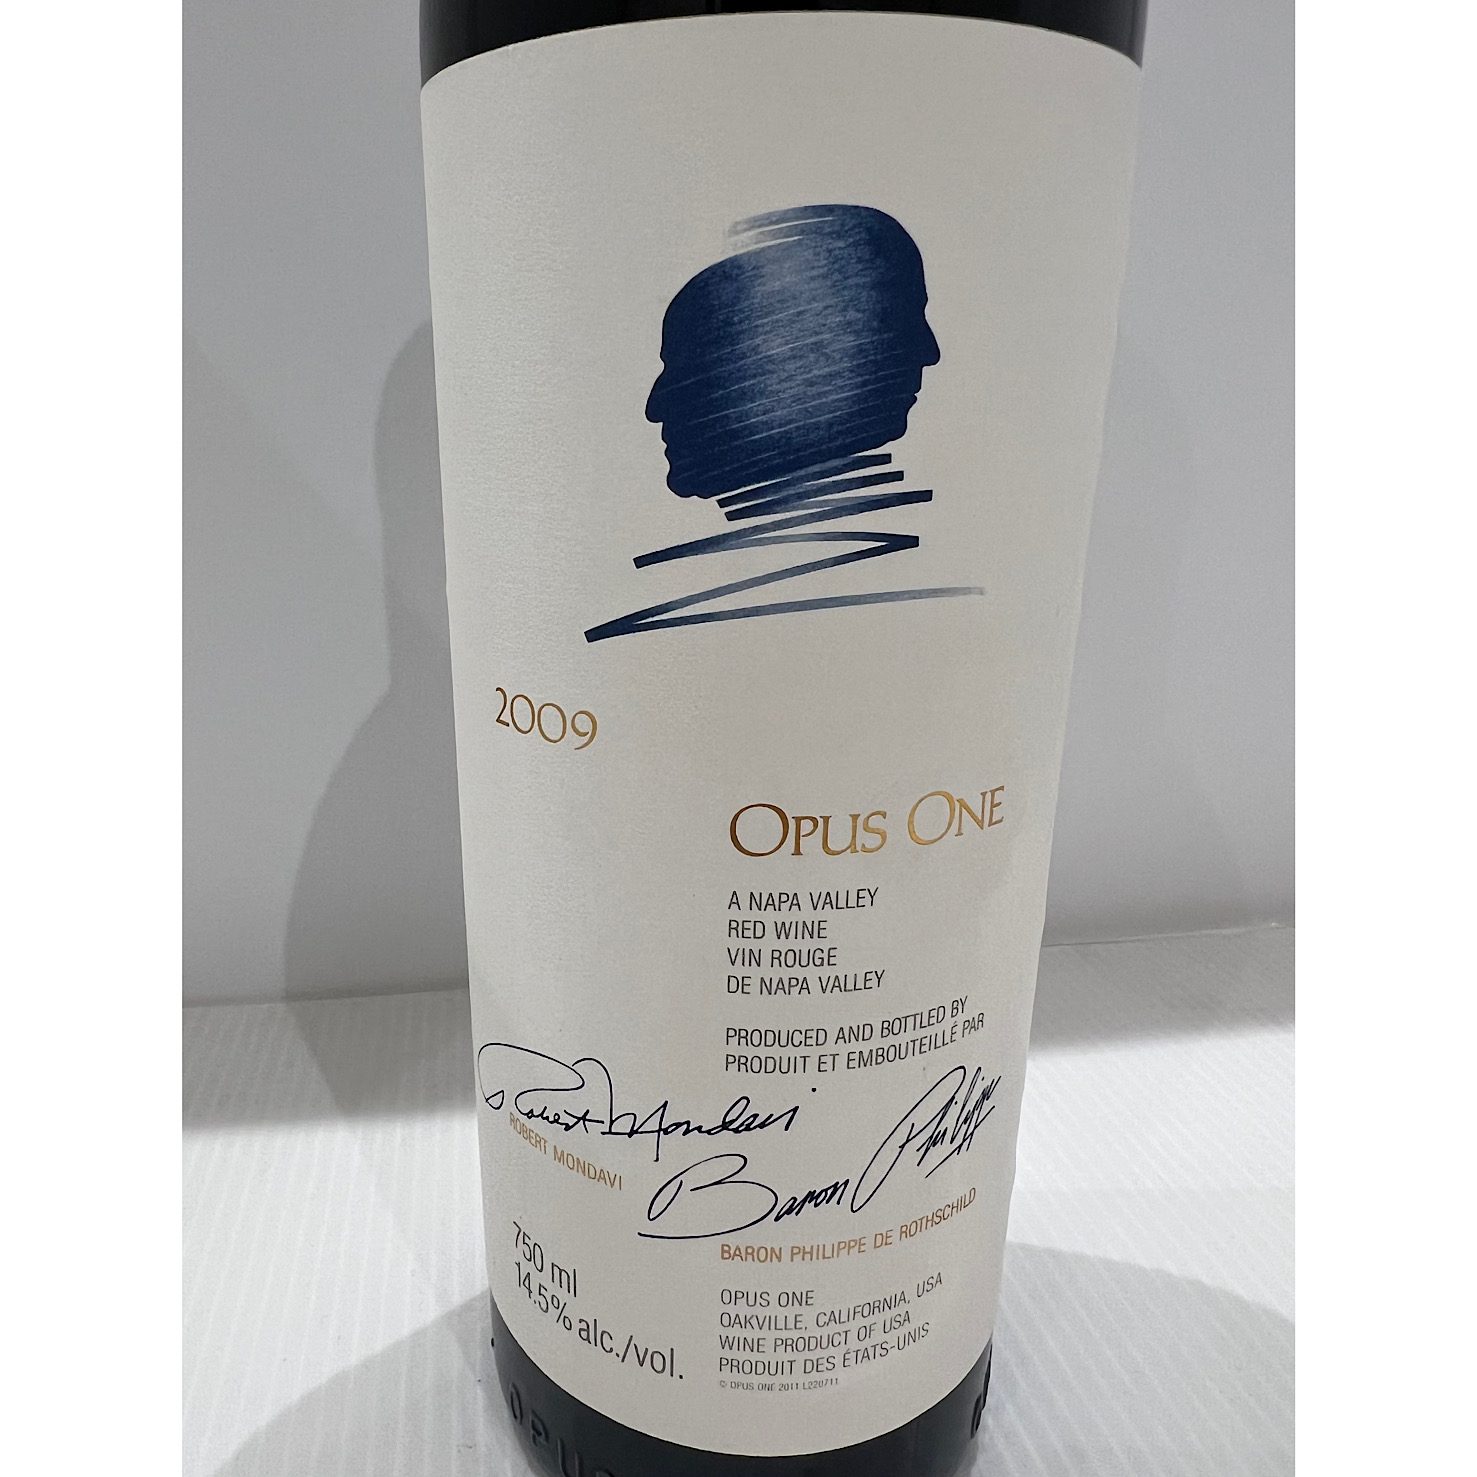 2009
OPUS ONE
A NAPA VALLEY
RED WINE
VIN ROUGE
DE NAPA VALLEY
PRODUCED AND BOTTLED BY
PRODUIT ET EMBOUTEILLÉ PAR
Robert Mondavi
ROBERT MONDAVI
Baron Philippe
BARON PHILIPPE DE ROTHSCHILD
750 ml
14.5% alc./vol.
OPUS ONE
OAKVILLE, CALIFORNIA, USA
WINE PRODUCT OF USA
PRODUIT DES ÉTATS-UNIS
© OPUS ONE 2011 L220711
OPUS